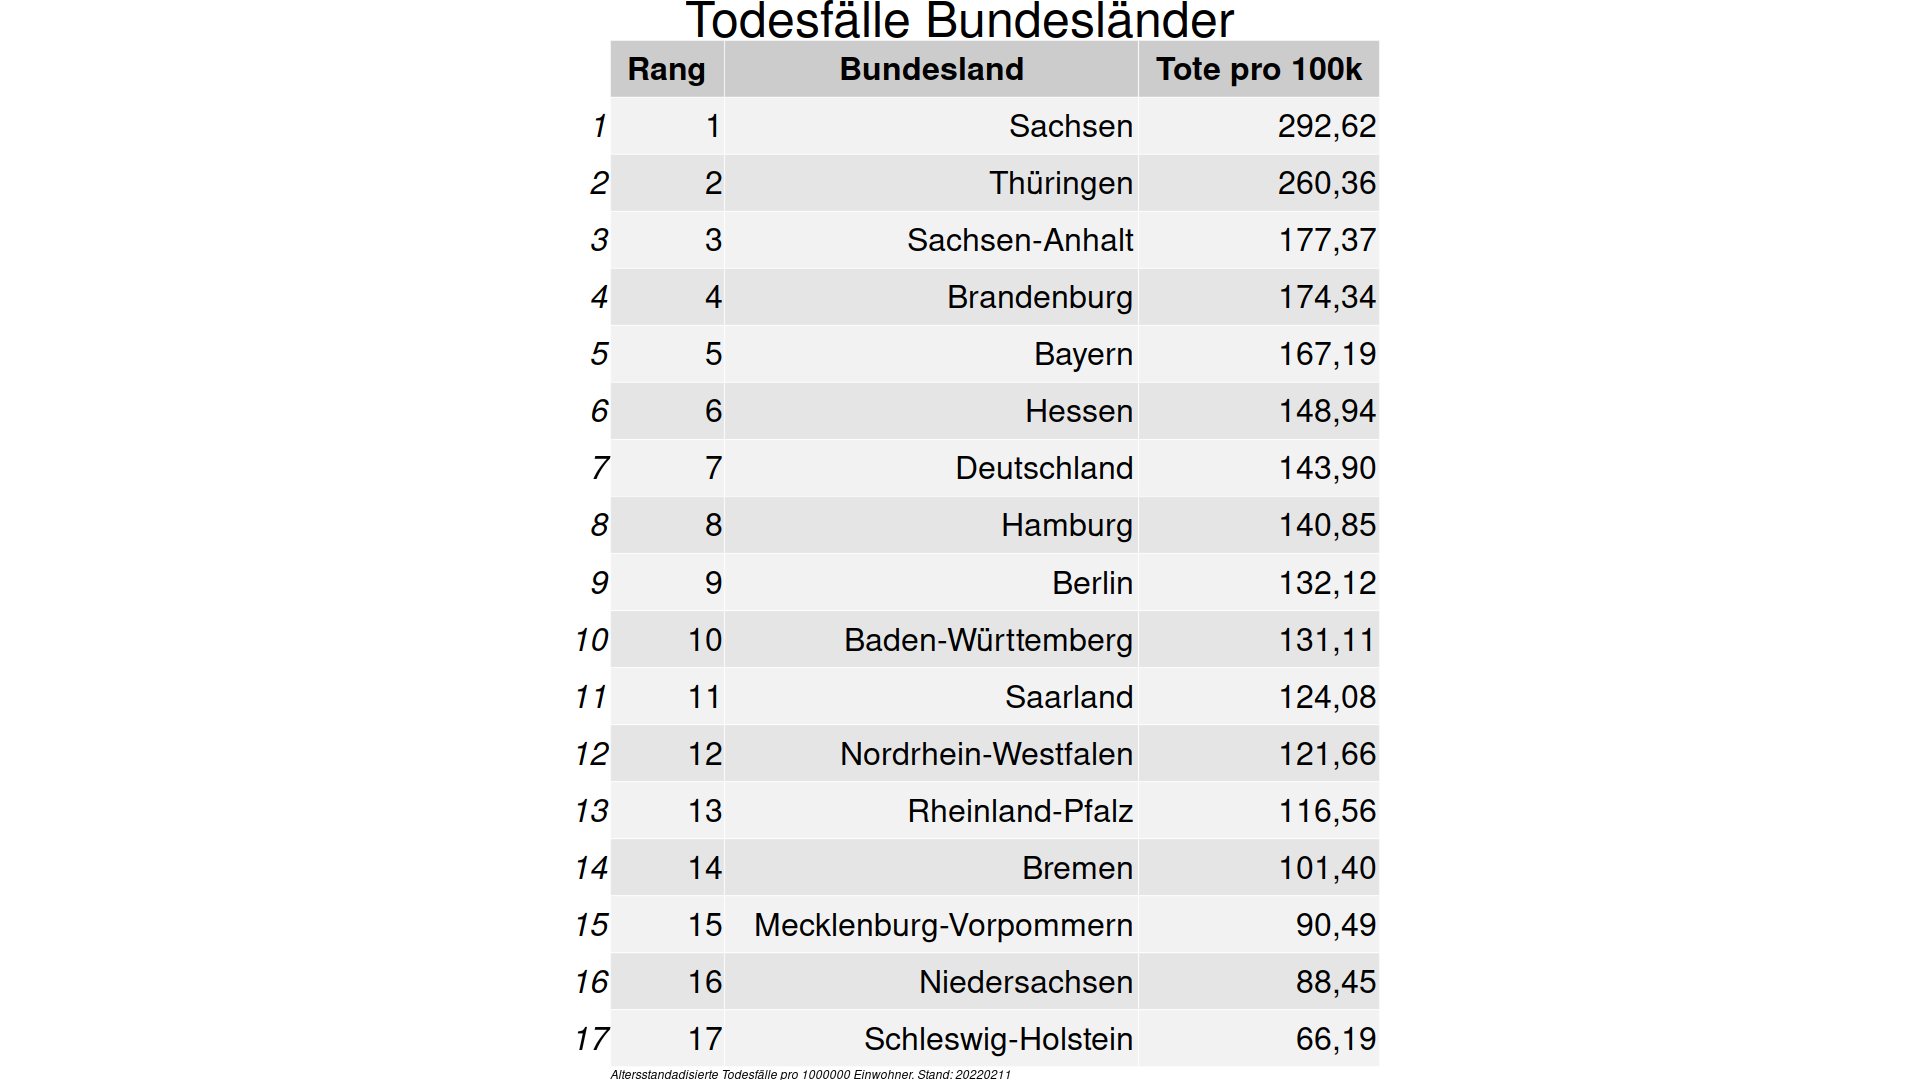 Todesfälle Bundesländer
Rang Bundesland Tote pro 100k
1 1 Sachsen 292,62
2 2 Thüringen 260,36
3 3 Sachsen-Anhalt 177,37
4 4 Brandenburg 174,34
5 5 Bayern 167,19
6 6 Hessen 148,94
7 7 Deutschland 143,90
8 8 Hamburg 140,85
9 9 Berlin 132,12
10 10 Baden-Württemberg 131,11
11 11 Saarland 124,08
12 12 Nordrhein-Westfalen 121,66
13 13 Rheinland-Pfalz 116,56
14 14 Bremen 101,40
15 15 Mecklenburg-Vorpommern 90,49
16 16 Niedersachsen 88,45
17 17 Schleswig-Holstein 66,19
Altersstandadisierte Todesfälle pro 1000000 Einwohner. Stand: 20220211